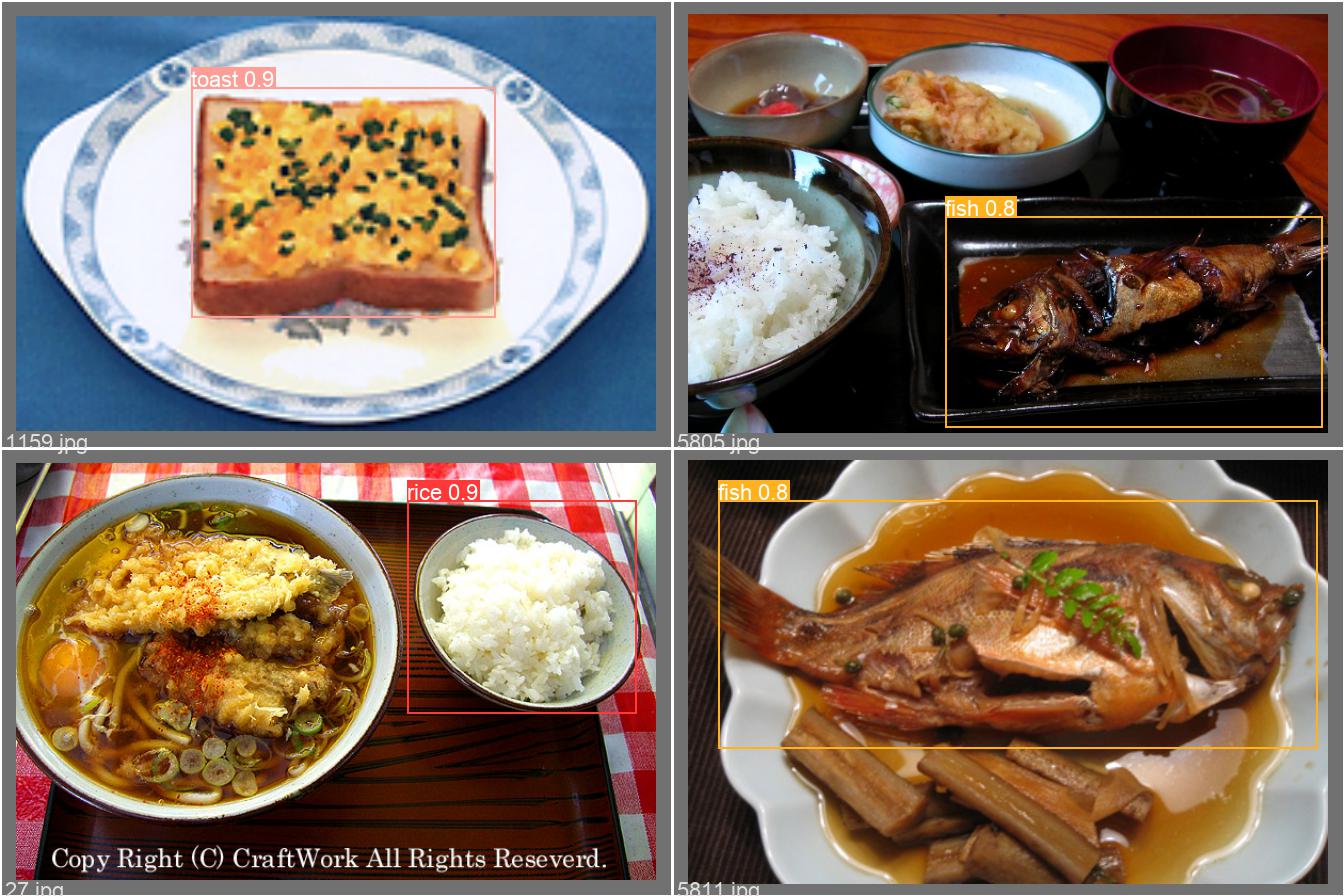 toast 0.9
fish 0.8
1159.jpg
5805.jpg
rice 0.9
fish 0.8
Copy Right (C) CraftWork All Rights Reseverd.
27.jpg
5811.jpg